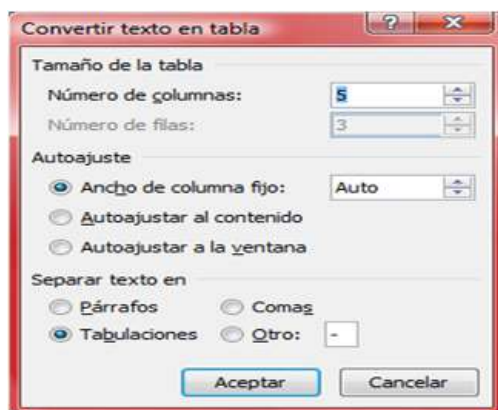 Convertir texto en tabla
Tamaño de la tabla
Número de columnas: 5
Número de filas: 3
Autoajuste
Ancho de columna fijo: Auto
Autoajustar al contenido
Autoajustar a la ventana
Separar texto en
Párrafos Comas
Tabulaciones Otro: -
Aceptar Cancelar